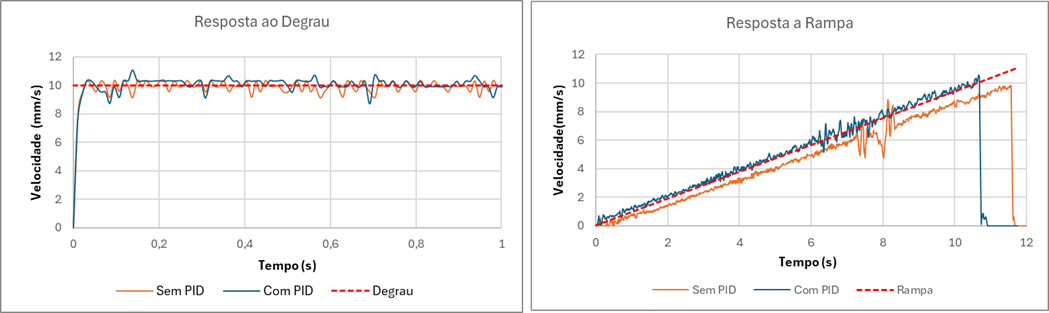 Resposta ao Degrau
Velocidade (mm/s)
12
10
8
6
4
2
0
0
0,2
0,4
0,6
0,8
1
Tempo (s)
Sem PID
Com PID
Degrau
Resposta a Rampa
Velocidade(mm/s)
12
10
8
6
4
2
0
0
2
4
6
8
10
12
Tempo (s)
Sem PID
Com PID
Rampa